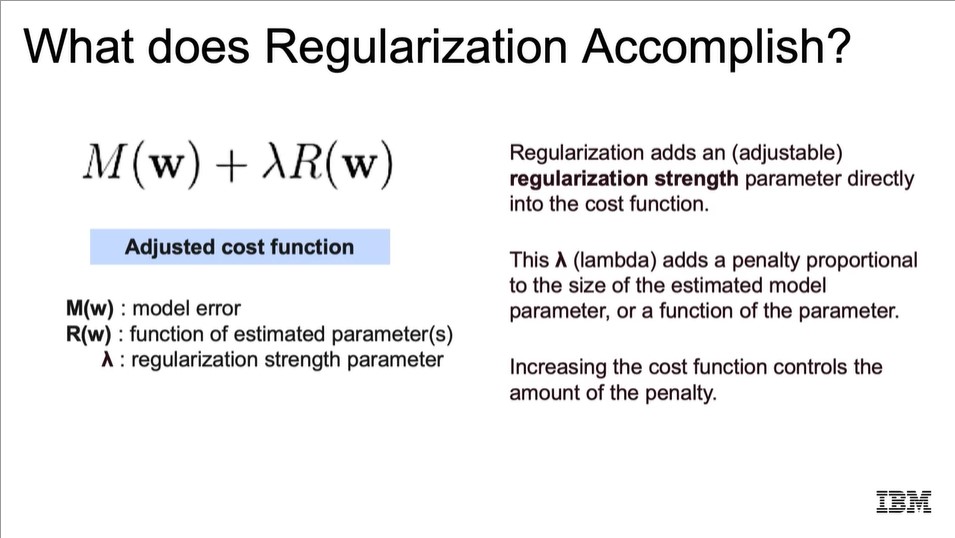 What does Regularization Accomplish?
M(w) + λR(w)
Adjusted cost function
M(w) : model error
R(w) : function of estimated parameter(s)
λ : regularization strength parameter
Regularization adds an (adjustable)
regularization strength parameter directly
into the cost function.
This λ (lambda) adds a penalty proportional
to the size of the estimated model
parameter, or a function of the parameter.
Increasing the cost function controls the
amount of the penalty.
IBM